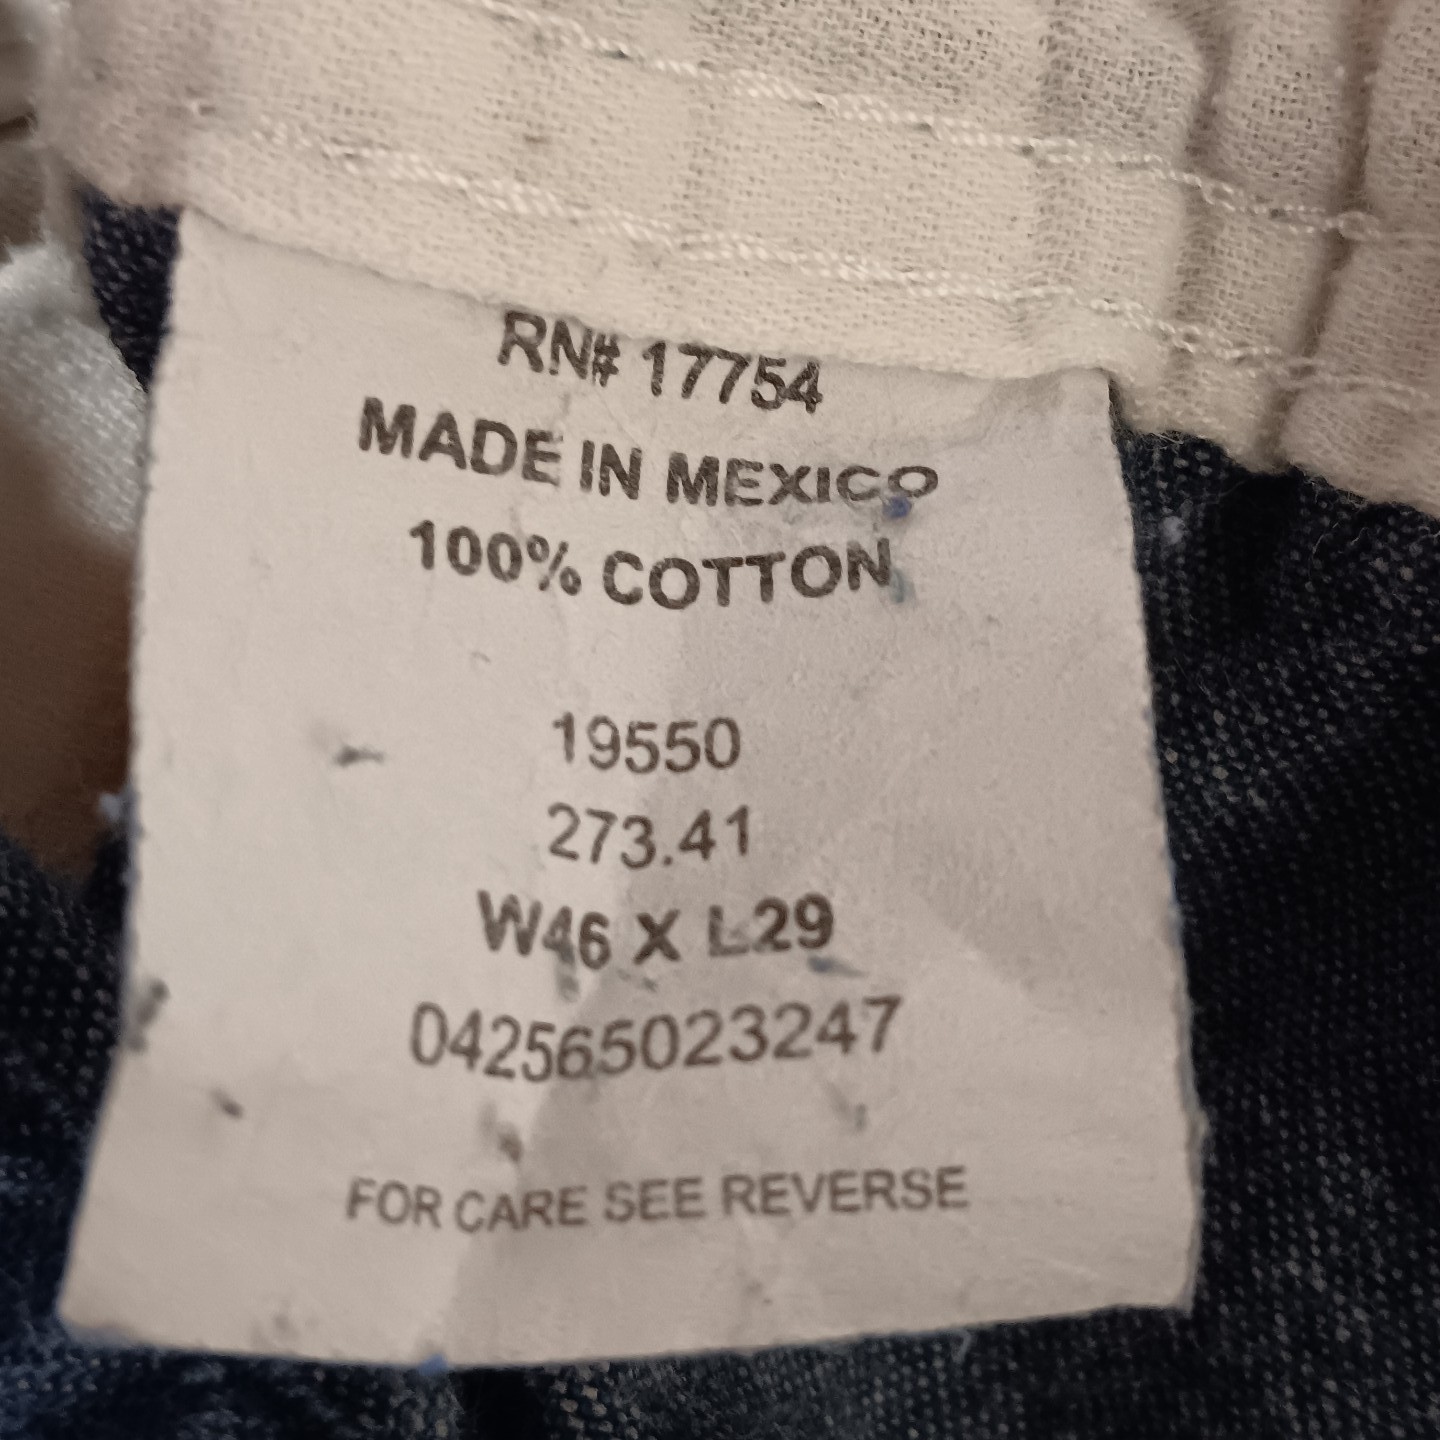 RN# 17754
MADE IN MEXICO
100% COTTON
19550
273.41
W46 X L29
042565023247
FOR CARE SEE REVERSE